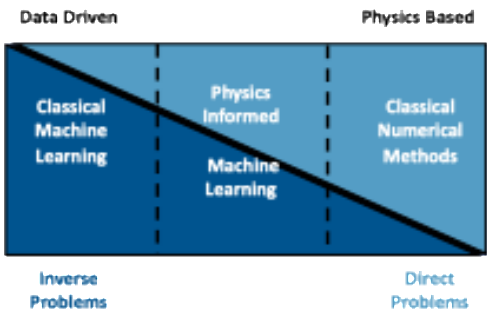 Data Driven
Physics Based
Classical
Machine
Learning
Physics
Informed
Machine
Learning
Classical
Numerical
Methods
Inverse
Problems
Direct
Problems